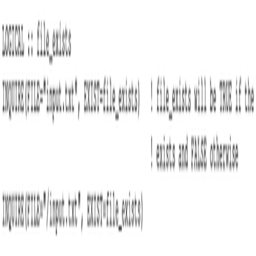 LOGICAL :: file_exists
INQUIRE(FILE="input.txt", EXIST=file_exists)   ! file_exists will be TRUE if the
! exists and FALSE otherwise
INQUIRE(FILE="/input.txt", EXIST=file_exists)